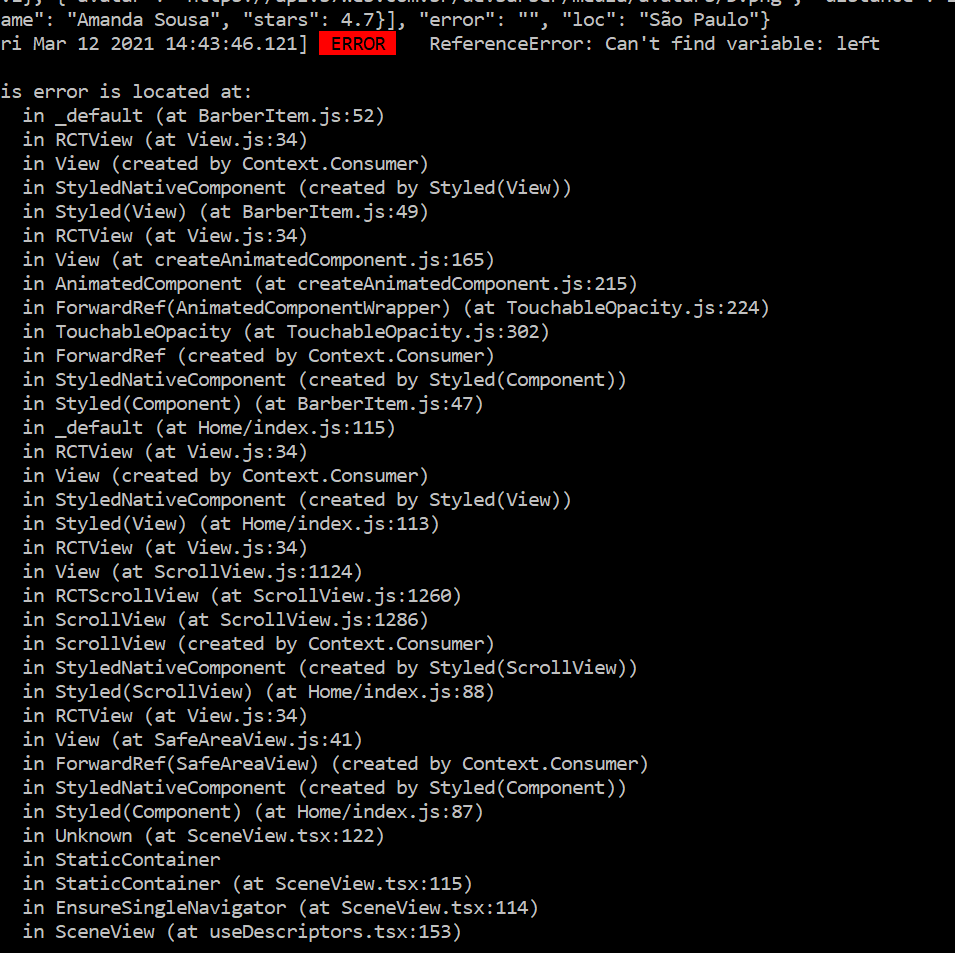 ame": "Amanda Sousa", "stars": 4.7}], "error": "", "loc": "São Paulo"}
ri Mar 12 2021 14:43:46.121] ERROR ReferenceError: Can't find variable: left
is error is located at:
in _default (at BarberItem.js:52)
in RCTView (at View.js:34)
in View (created by Context.Consumer)
in StyledNativeComponent (created by Styled(View))
in Styled(View) (at BarberItem.js:49)
in RCTView (at View.js:34)
in View (at createAnimatedComponent.js:165)
in AnimatedComponent (at createAnimatedComponent.js:215)
in ForwardRef(AnimatedComponentWrapper) (at TouchableOpacity.js:224)
in TouchableOpacity (at TouchableOpacity.js:302)
in ForwardRef (created by Context.Consumer)
in StyledNativeComponent (created by Styled(Component))
in Styled(Component) (at BarberItem.js:47)
in _default (at Home/index.js:115)
in RCTView (at View.js:34)
in View (created by Context.Consumer)
in StyledNativeComponent (created by Styled(View))
in Styled(View) (at Home/index.js:113)
in RCTView (at View.js:34)
in View (at ScrollView.js:1124)
in RCTScrollView (at ScrollView.js:1260)
in ScrollView (at ScrollView.js:1286)
in ScrollView (created by Context.Consumer)
in StyledNativeComponent (created by Styled(ScrollView))
in Styled(ScrollView) (at Home/index.js:88)
in RCTView (at View.js:34)
in View (at SafeAreaView.js:41)
in ForwardRef(SafeAreaView) (created by Context.Consumer)
in StyledNativeComponent (created by Styled(Component))
in Styled(Component) (at Home/index.js:87)
in Unknown (at SceneView.tsx:122)
in StaticContainer
in StaticContainer (at SceneView.tsx:115)
in EnsureSingleNavigator (at SceneView.tsx:114)
in SceneView (at useDescriptors.tsx:153)